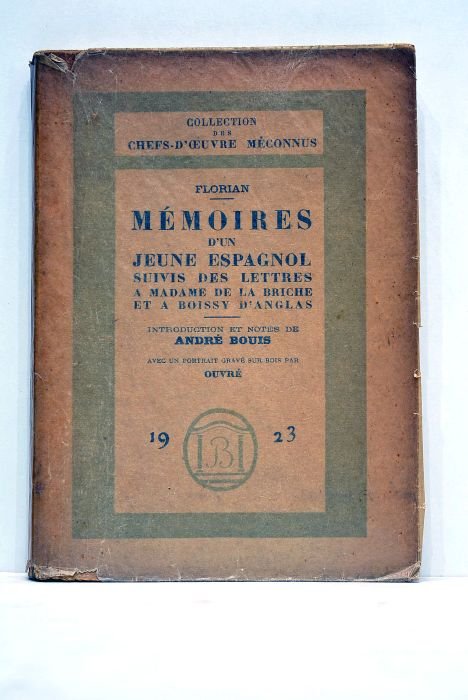 COLLECTION
DES
CHEFS-D'ŒUVRE MÉCONNUS
FLORIAN
MÉMOIRES
D'UN
JEUNE ESPAGNOL
SUIVIS DES LETTRES
A MADAME DE LA BRICHE
ET A BOISSY D'ANGLAS
INTRODUCTION ET NOTES DE
ANDRÉ BOUIS
AVEC UN PORTRAIT GRAVÉ SUR BOIS PAR
OUVRÉ
19 23
B